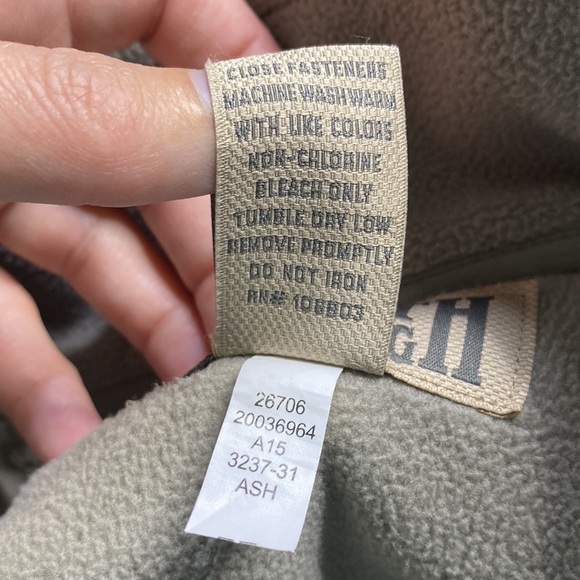 CLOSE FASTENERS
MACHINE WASH WARM
WITH LIKE COLORS
NON-CHLORINE
BLEACH ONLY
TUMBLE DRY LOW
REMOVE PROMPTLY
DO NOT IRON
RN# 106803
H
G
26706
20036964
A15
3237-31
ASH